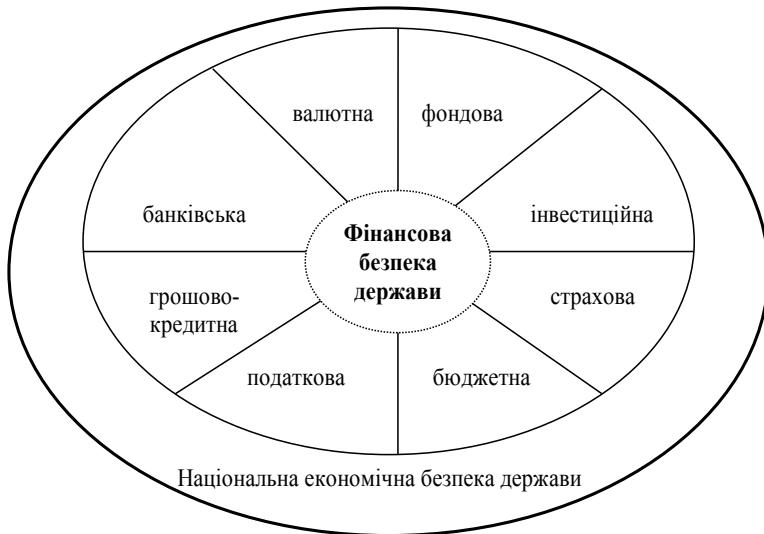 валютна
фондова
банківська
інвестиційна
Фінансова
безпека
держави
грошово-
кредитна
страхова
податкова
бюджетна
Національна економічна безпека держави